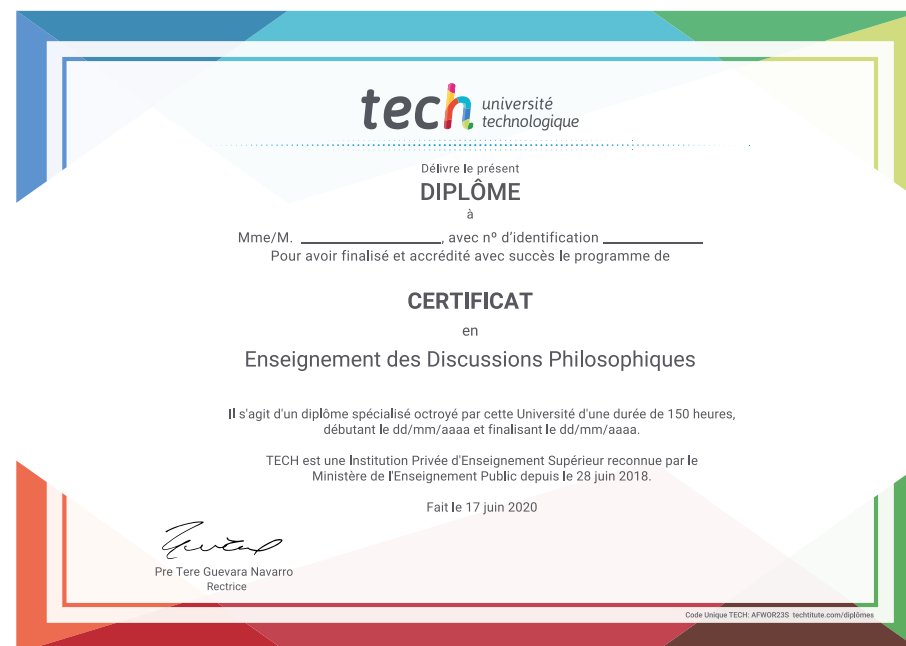 tech université
technologique
Délivre le présent
DIPLÔME
à
Mme/M. ____________________, avec nº d'identification ______________
Pour avoir finalisé et accrédité avec succès le programme de
CERTIFICAT
en
Enseignement des Discussions Philosophiques
Il s'agit d'un diplôme spécialisé octroyé par cette Université d'une durée de 150 heures,
débutant le dd/mm/aaaa et finalisant le dd/mm/aaaa.
TECH est une Institution Privée d'Enseignement Supérieur reconnue par le
Ministère de l'Enseignement Public depuis le 28 juin 2018.
Fait le 17 juin 2020
Pre Tere Guevara Navarro
Rectrice
Code Unique TECH: AFWOR23S techtitute.com/diplômes